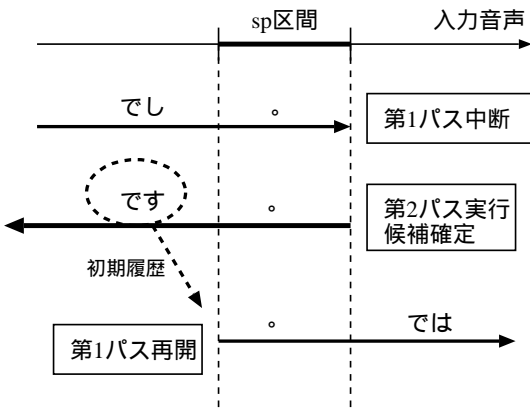 sp区間
入力音声
でし
。
第1パス中断
です
。
第2パス実行
候補確定
初期履歴
。
では
第1パス再開